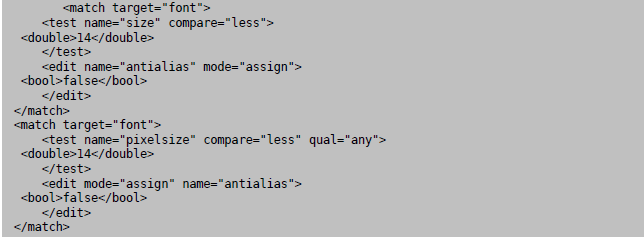 <match target="font">
<test name="size" compare="less">
<double>14</double>
</test>
<edit name="antialias" mode="assign">
<bool>false</bool>
</edit>
</match>
<match target="font">
<test name="pixelsize" compare="less" qual="any">
<double>14</double>
</test>
<edit mode="assign" name="antialias">
<bool>false</bool>
</edit>
</match>